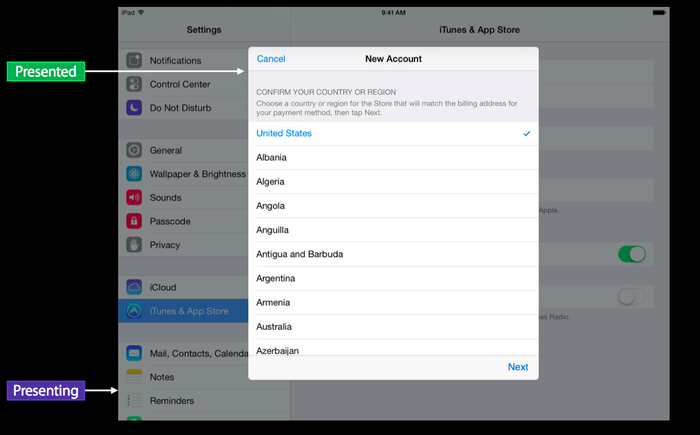 iPad
9:41 AM
Settings
iTunes & App Store
Presented
Notifications
Control Center
Do Not Disturb
General
Wallpaper & Brightness
Sounds
Passcode
Privacy
iCloud
iTunes & App Store
Mail, Contacts, Calenda
Notes
Reminders
Presenting
Cancel
New Account
CONFIRM YOUR COUNTRY OR REGION
Choose a country or region for the Store that will match the billing address for
your payment method, then tap Next.
United States
Albania
Algeria
Angola
Anguilla
Antigua and Barbuda
Argentina
Armenia
Australia
Azerbaijan
Next
Apple.
es Radio.